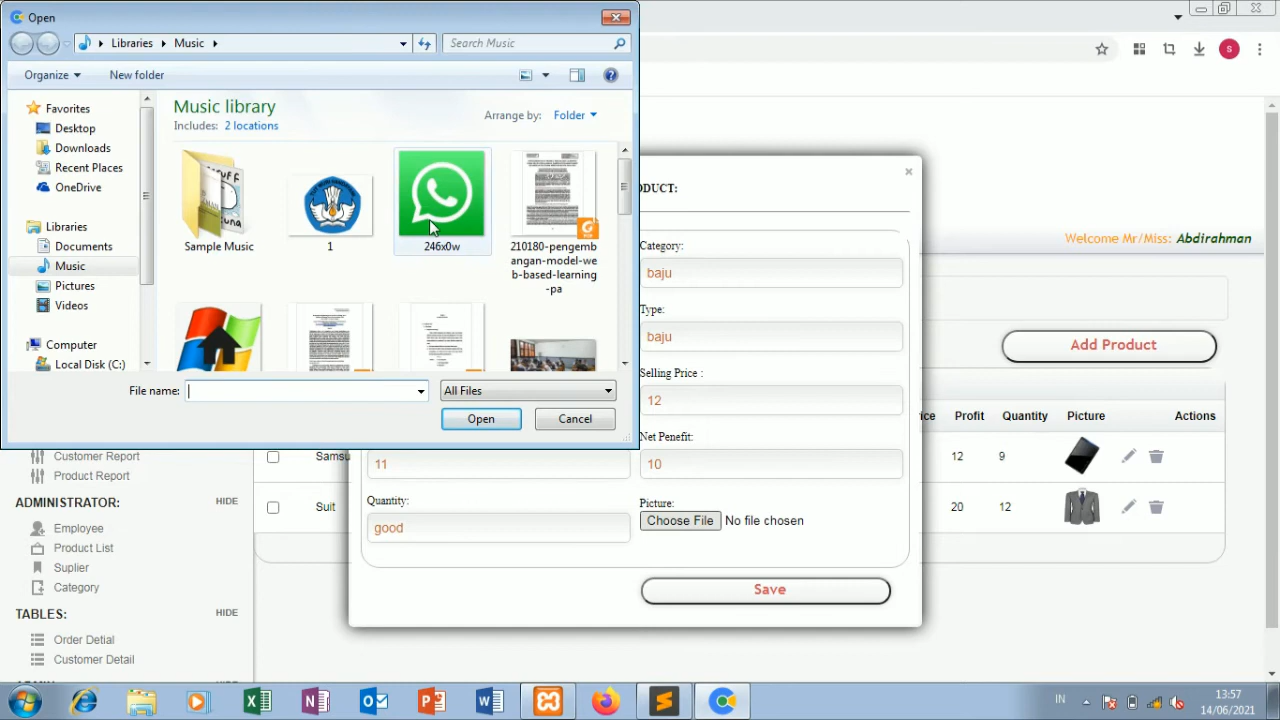 Open
Libraries Music
Search Music
Organize New folder
Favorites
Desktop
Downloads
Recent Places
OneDrive
Libraries
Documents
Music
Pictures
Videos
Computer
Local Disk (C:)
Music library
Includes: 2 locations
Arrange by: Folder
Sample Music
1
246x0w
210180-pengemb
angan-model-we
b-based-learning
-pa
File name:
All Files
Open
Cancel
S
DUCT:
×
Category:
baju
Type:
baju
Selling Price :
12
Net Penefit:
11
10
Quantity:
good
Picture:
Choose File No file chosen
Save
Welcome Mr/Miss: Abdirahman
Add Product
ice Profit Quantity Picture Actions
Samsu 12 9
Suit 20 12
Customer Report
Product Report
ADMINISTRATOR: HIDE
Employee
Product List
Suplier
Category
TABLES: HIDE
Order Detial
Customer Detail
IN
13:57
14/06/2021